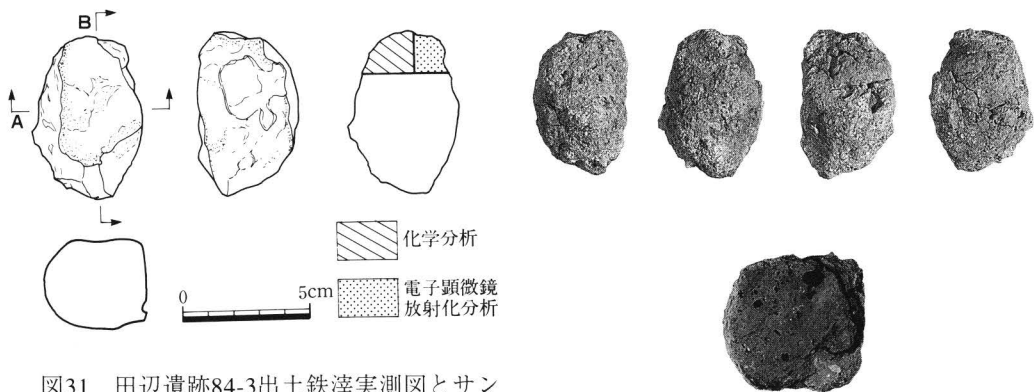 B
A
化学分析
電子顕微鏡
放射化分析
0 5cm
図31 田辺遺跡84-3出土鉄滓実測図とサン